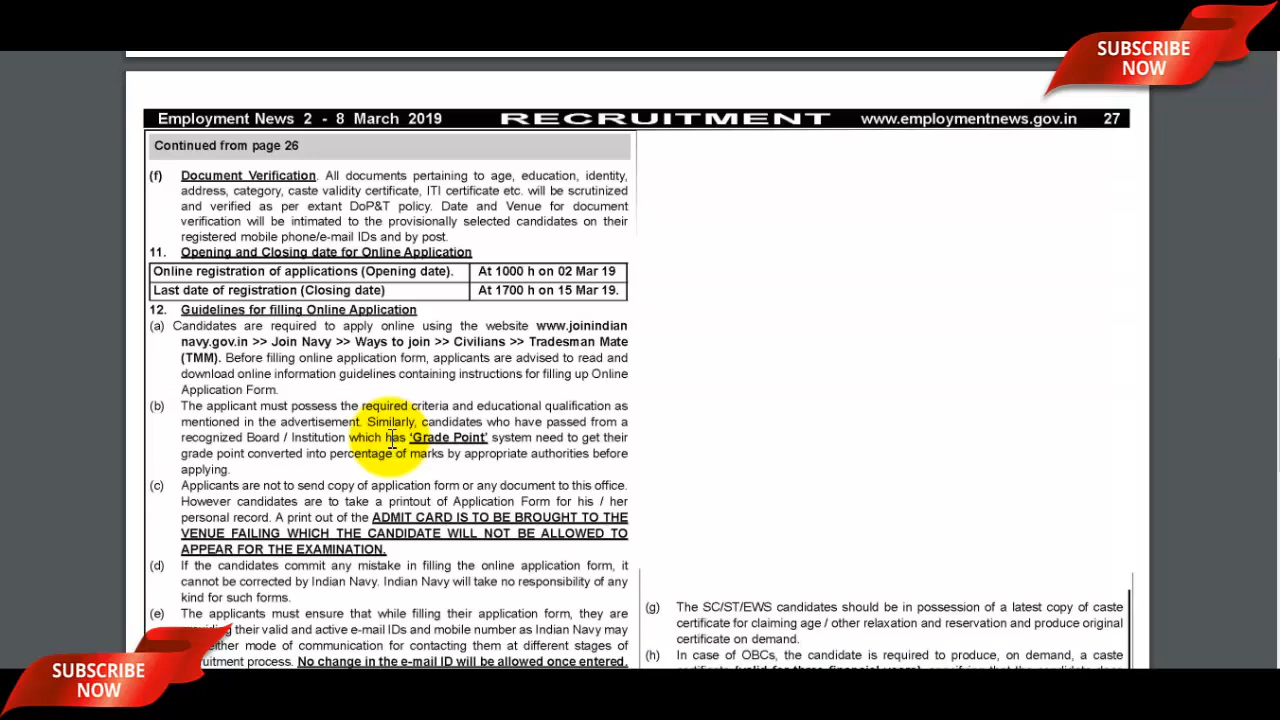 SUBSCRIBE
NOW
Employment News 2 - 8 March 2019 RECRUITMENT www.employmentnews.gov.in 27
Continued from page 26
(f) Document Verification. All documents pertaining to age, education, identity,
address, category, caste validity certificate, ITI certificate etc. will be scrutinized
and verified as per extant DoP&T policy. Date and Venue for document
verification will be intimated to the provisionally selected candidates on their
registered mobile phone/e-mail IDs and by post.
11. Opening and Closing date for Online Application
Online registration of applications (Opening date). At 1000 h on 02 Mar 19
Last date of registration (Closing date) At 1700 h on 15 Mar 19.
12. Guidelines for filling Online Application
(a) Candidates are required to apply online using the website www.joinindian
navy.gov.in >> Join Navy >> Ways to join >> Civilians >> Tradesman Mate
(TMM). Before filling online application form, applicants are advised to read and
download online information guidelines containing instructions for filling up Online
Application Form.
(b) The applicant must possess the required criteria and educational qualification as
mentioned in the advertisement. Similarly, candidates who have passed from a
recognized Board / Institution which has ‘Grade Point’ system need to get their
grade point converted into percentage of marks by appropriate authorities before
applying.
(c) Applicants are not to send copy of application form or any document to this office.
However candidates are to take a printout of Application Form for his / her
personal record. A print out of the ADMIT CARD IS TO BE BROUGHT TO THE
VENUE FAILING WHICH THE CANDIDATE WILL NOT BE ALLOWED TO
APPEAR FOR THE EXAMINATION.
(d) If the candidates commit any mistake in filling the online application form, it
cannot be corrected by Indian Navy. Indian Navy will take no responsibility of any
kind for such forms.
(e) The applicants must ensure that while filling their application form, they are
their valid and active e-mail IDs and mobile number as Indian Navy may
mode of communication for contacting them at different stages of
process. No change in the e-mail ID will be allowed once entered.
(g) The SC/ST/EWS candidates should be in possession of a latest copy of caste
certificate for claiming age / other relaxation and reservation and produce original
certificate on demand.
(h) In case of OBCs, the candidate is required to produce, on demand, a caste
SUBSCRIBE
NOW